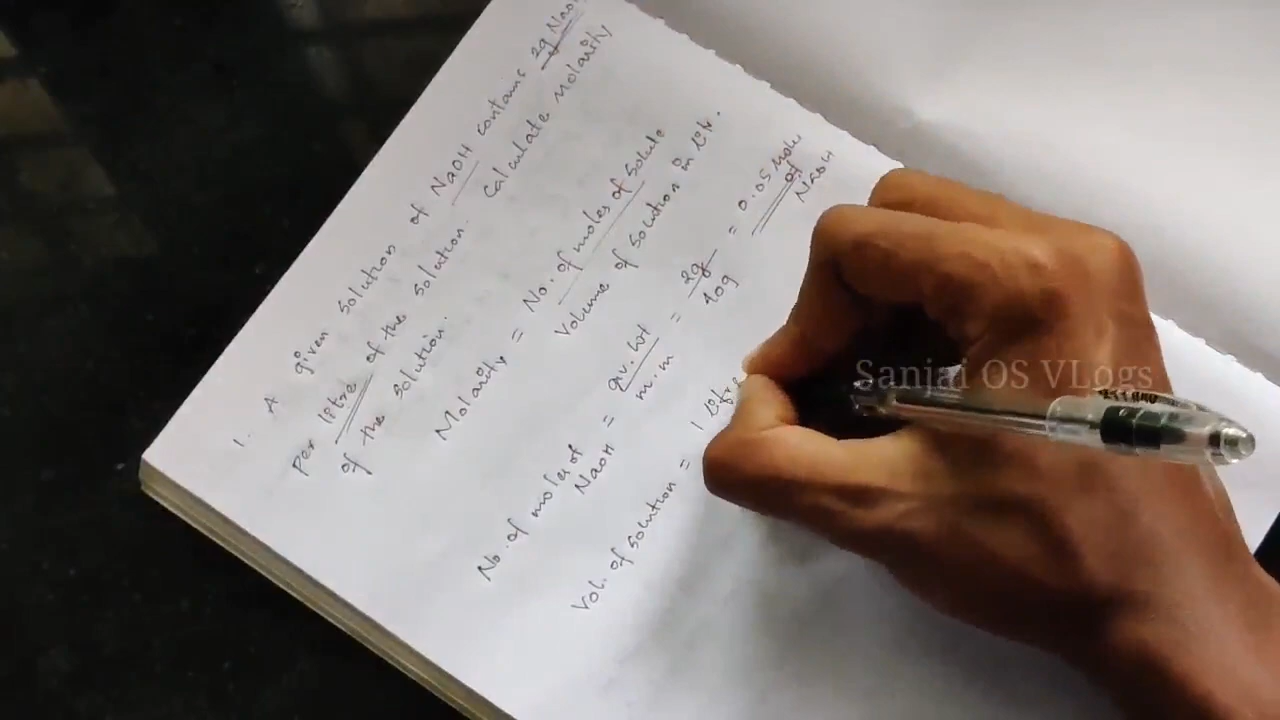 1. A given solution of NaOH contains 2g NaOH
per litre of the solution. Calculate molarity
of the solution.
Molarity = No. of moles of solute
Volume of solution in litr.
No. of moles of NaOH = giv. wt / m.m = 2g / 40g = 0.05 mole of NaOH
Vol. of solution = 1 litre
Sanjai OS VLogs